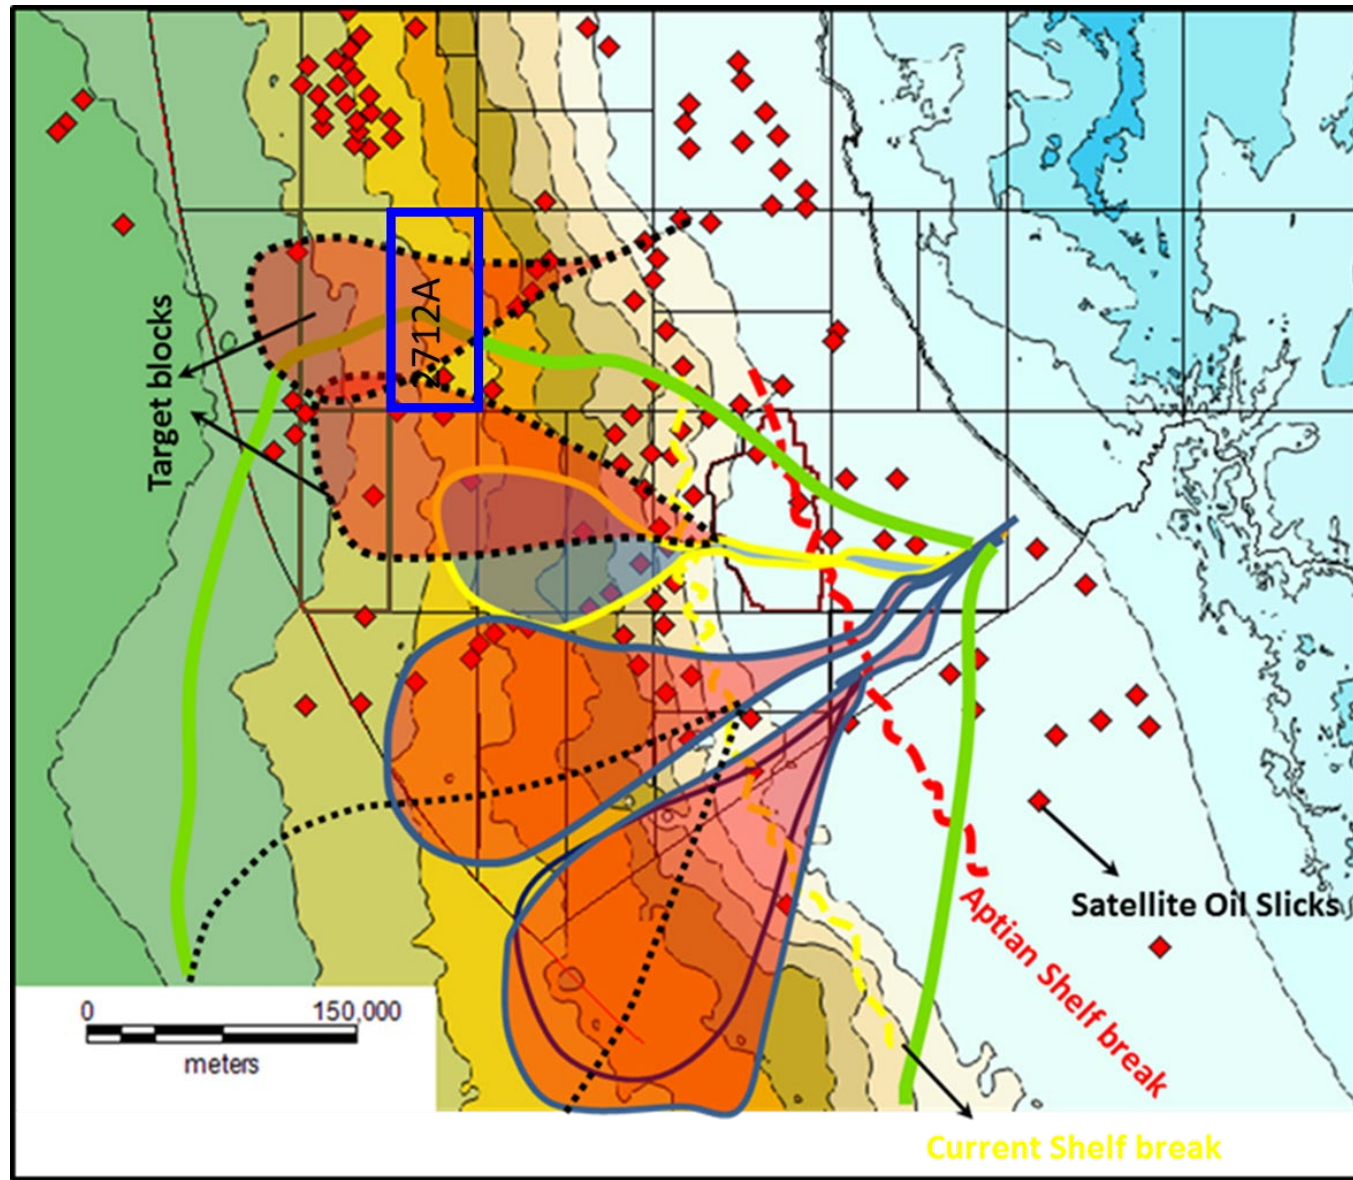 2712A
Target blocks
Satellite Oil Slicks
Aptian Shelf break
0 150,000
meters
Current Shelf break